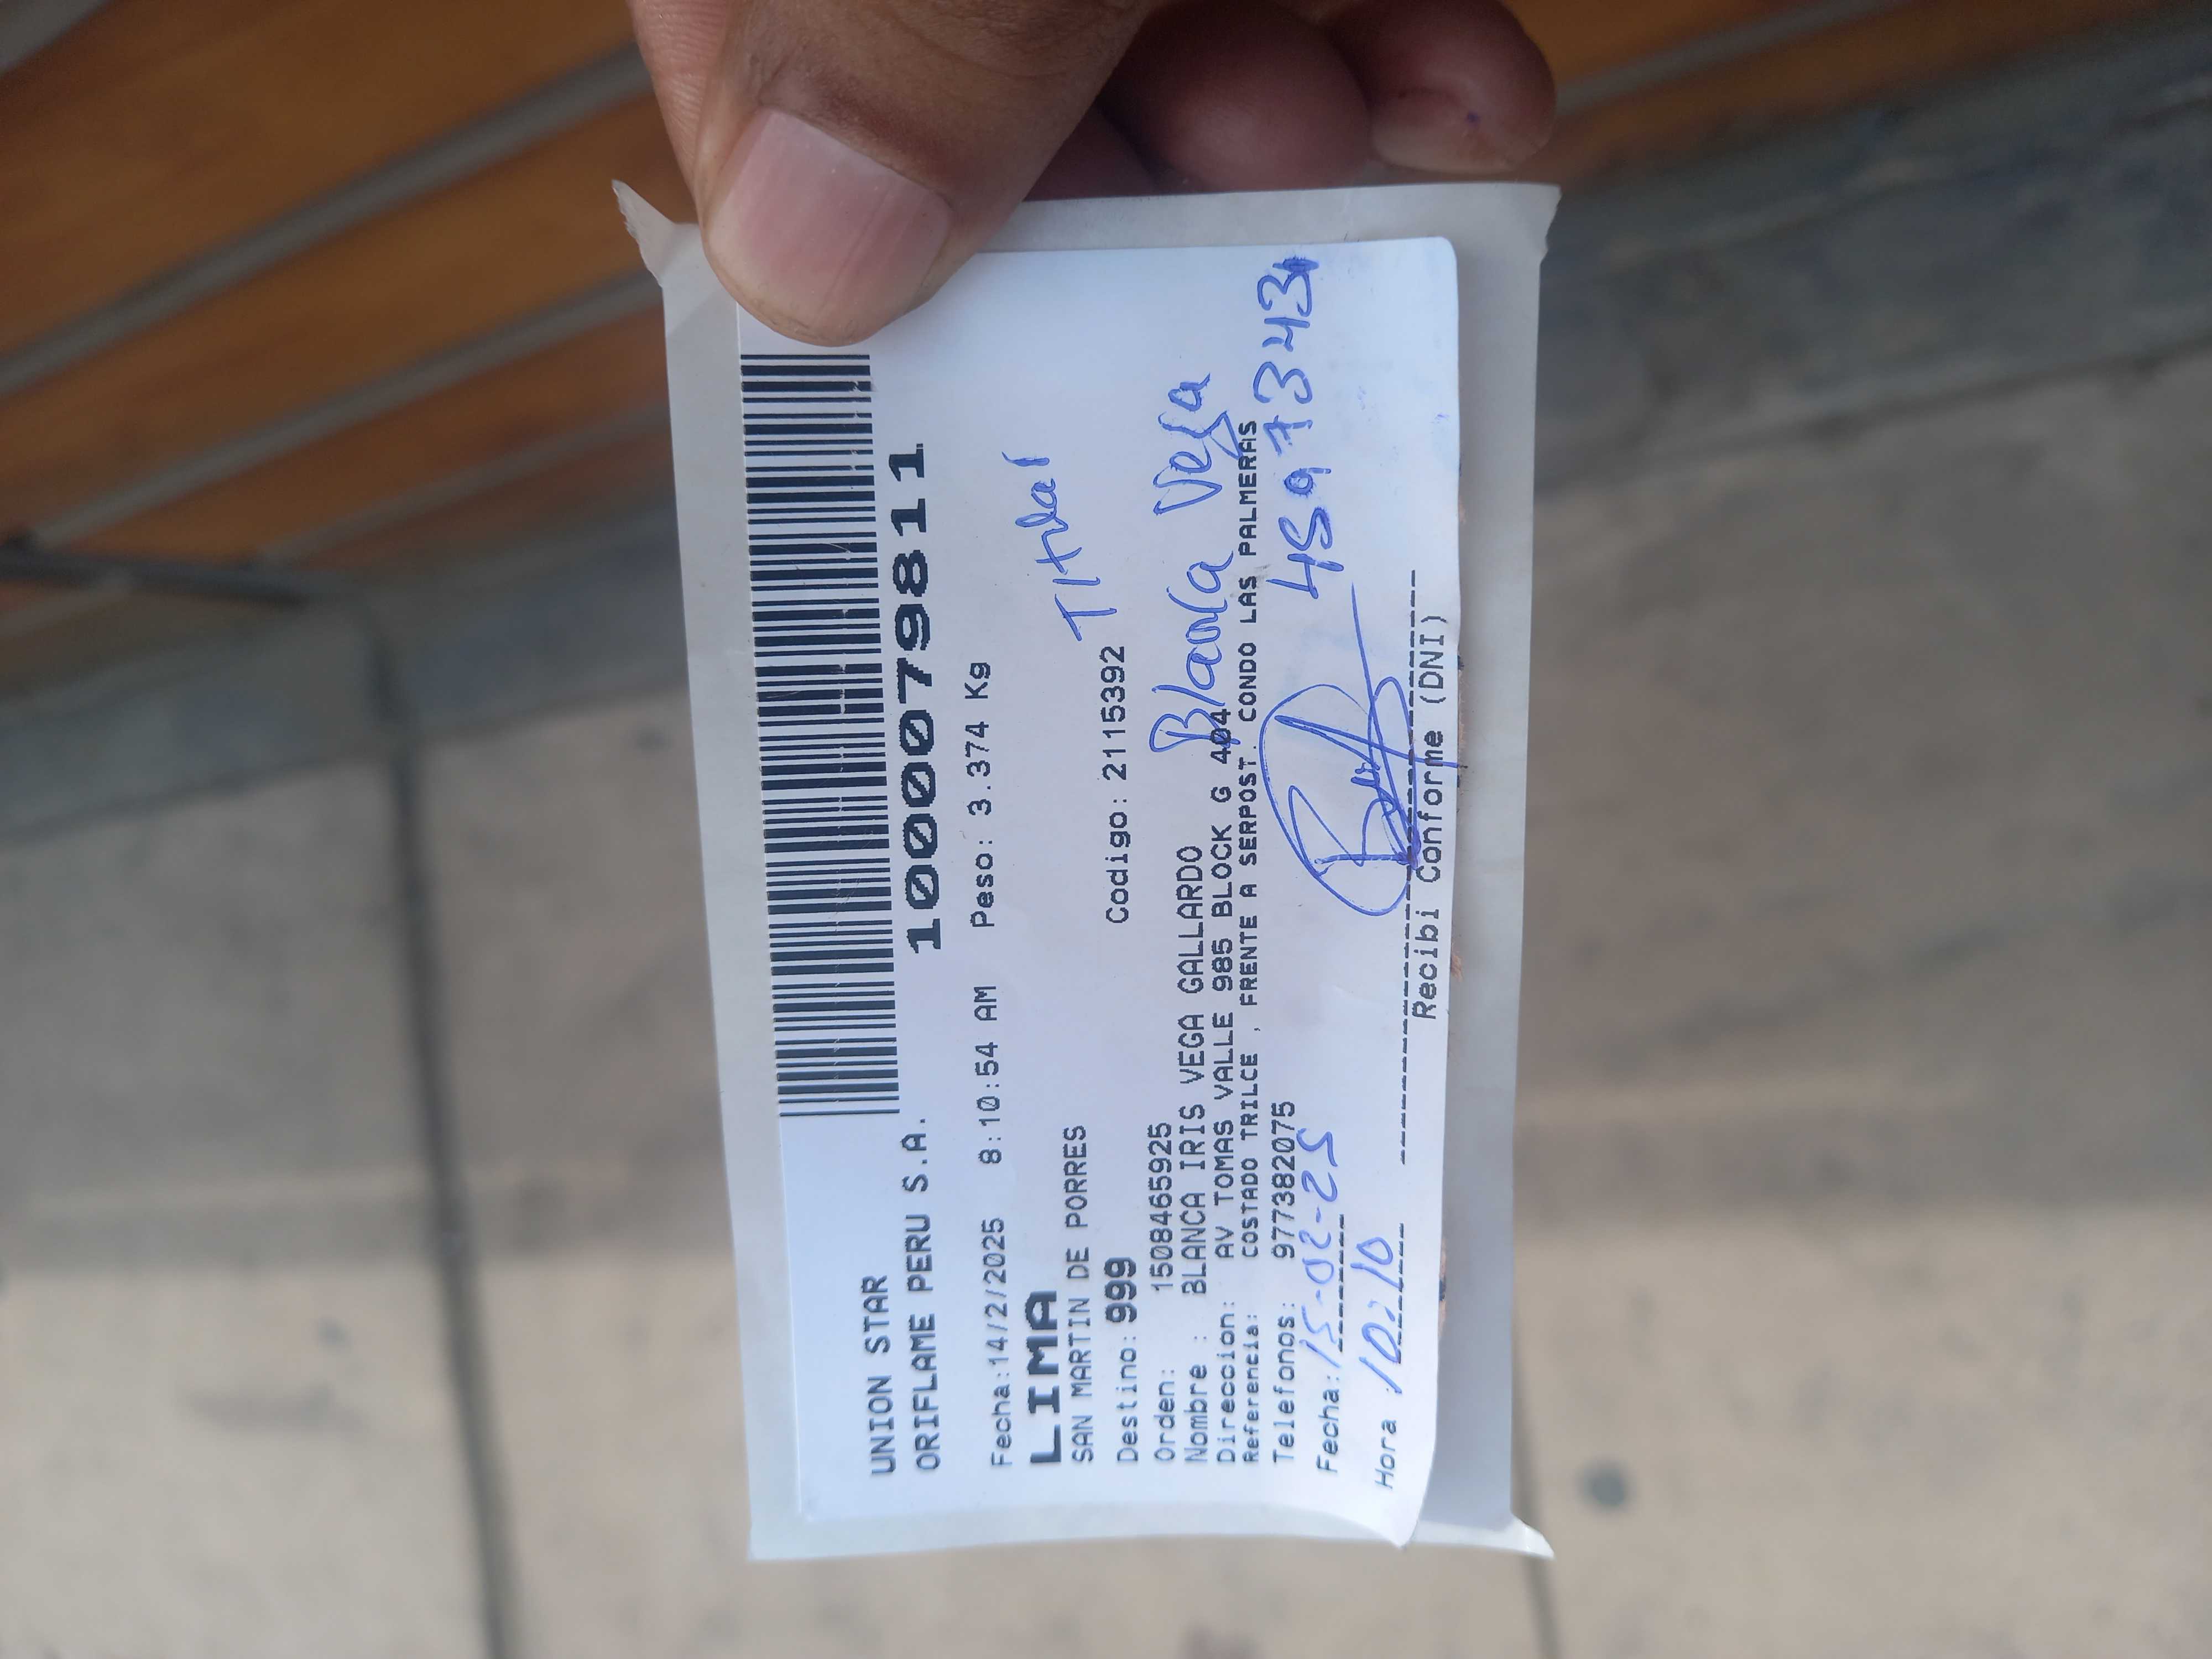 UNION STAR
ORIFLAME PERU S.A.
1000079811
Fecha:14/2/2025 8:10:54 AM Peso: 3.374 Kg
LIMA
SAN MARTIN DE PORRES
Titular
Destino: 999 Codigo: 2115392
Orden: 1508465925
Blanca Vega
Nombre : BLANCA IRIS VEGA GALLARDO
Direccion: AV TOMAS VALLE 985 BLOCK G 404
Referencia: COSTADO TRILCE , FRENTE A SERPOST. CONDO LAS PALMERAS
Telefonos: 977382075
Fecha: 15-02-25
Hora 10:10
Recibi Conforme (DNI)